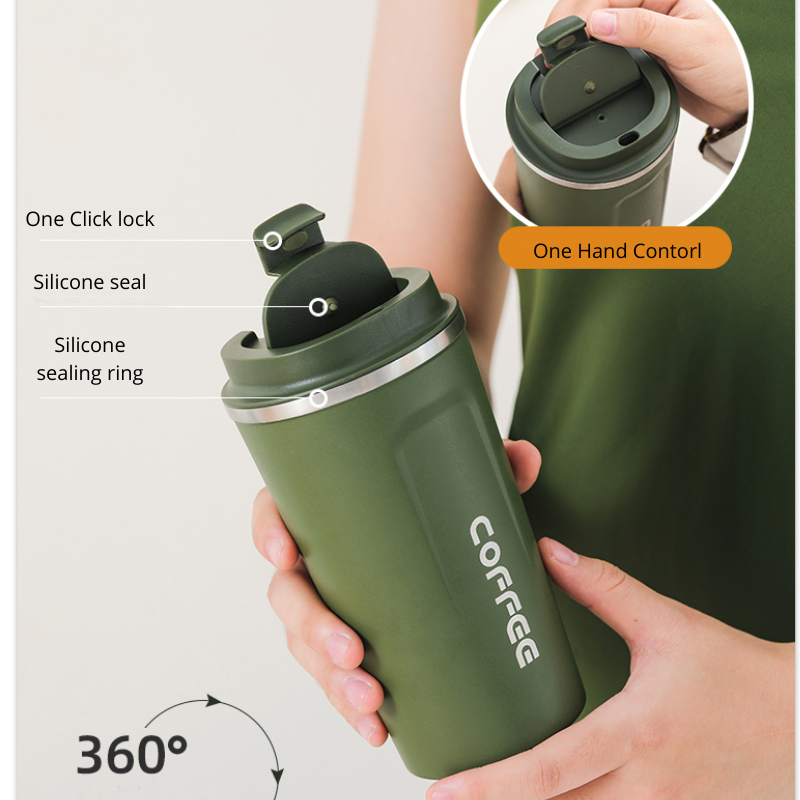 One Click lock
Silicone seal
Silicone
sealing ring
One Hand Contorl
COFFEE
360°